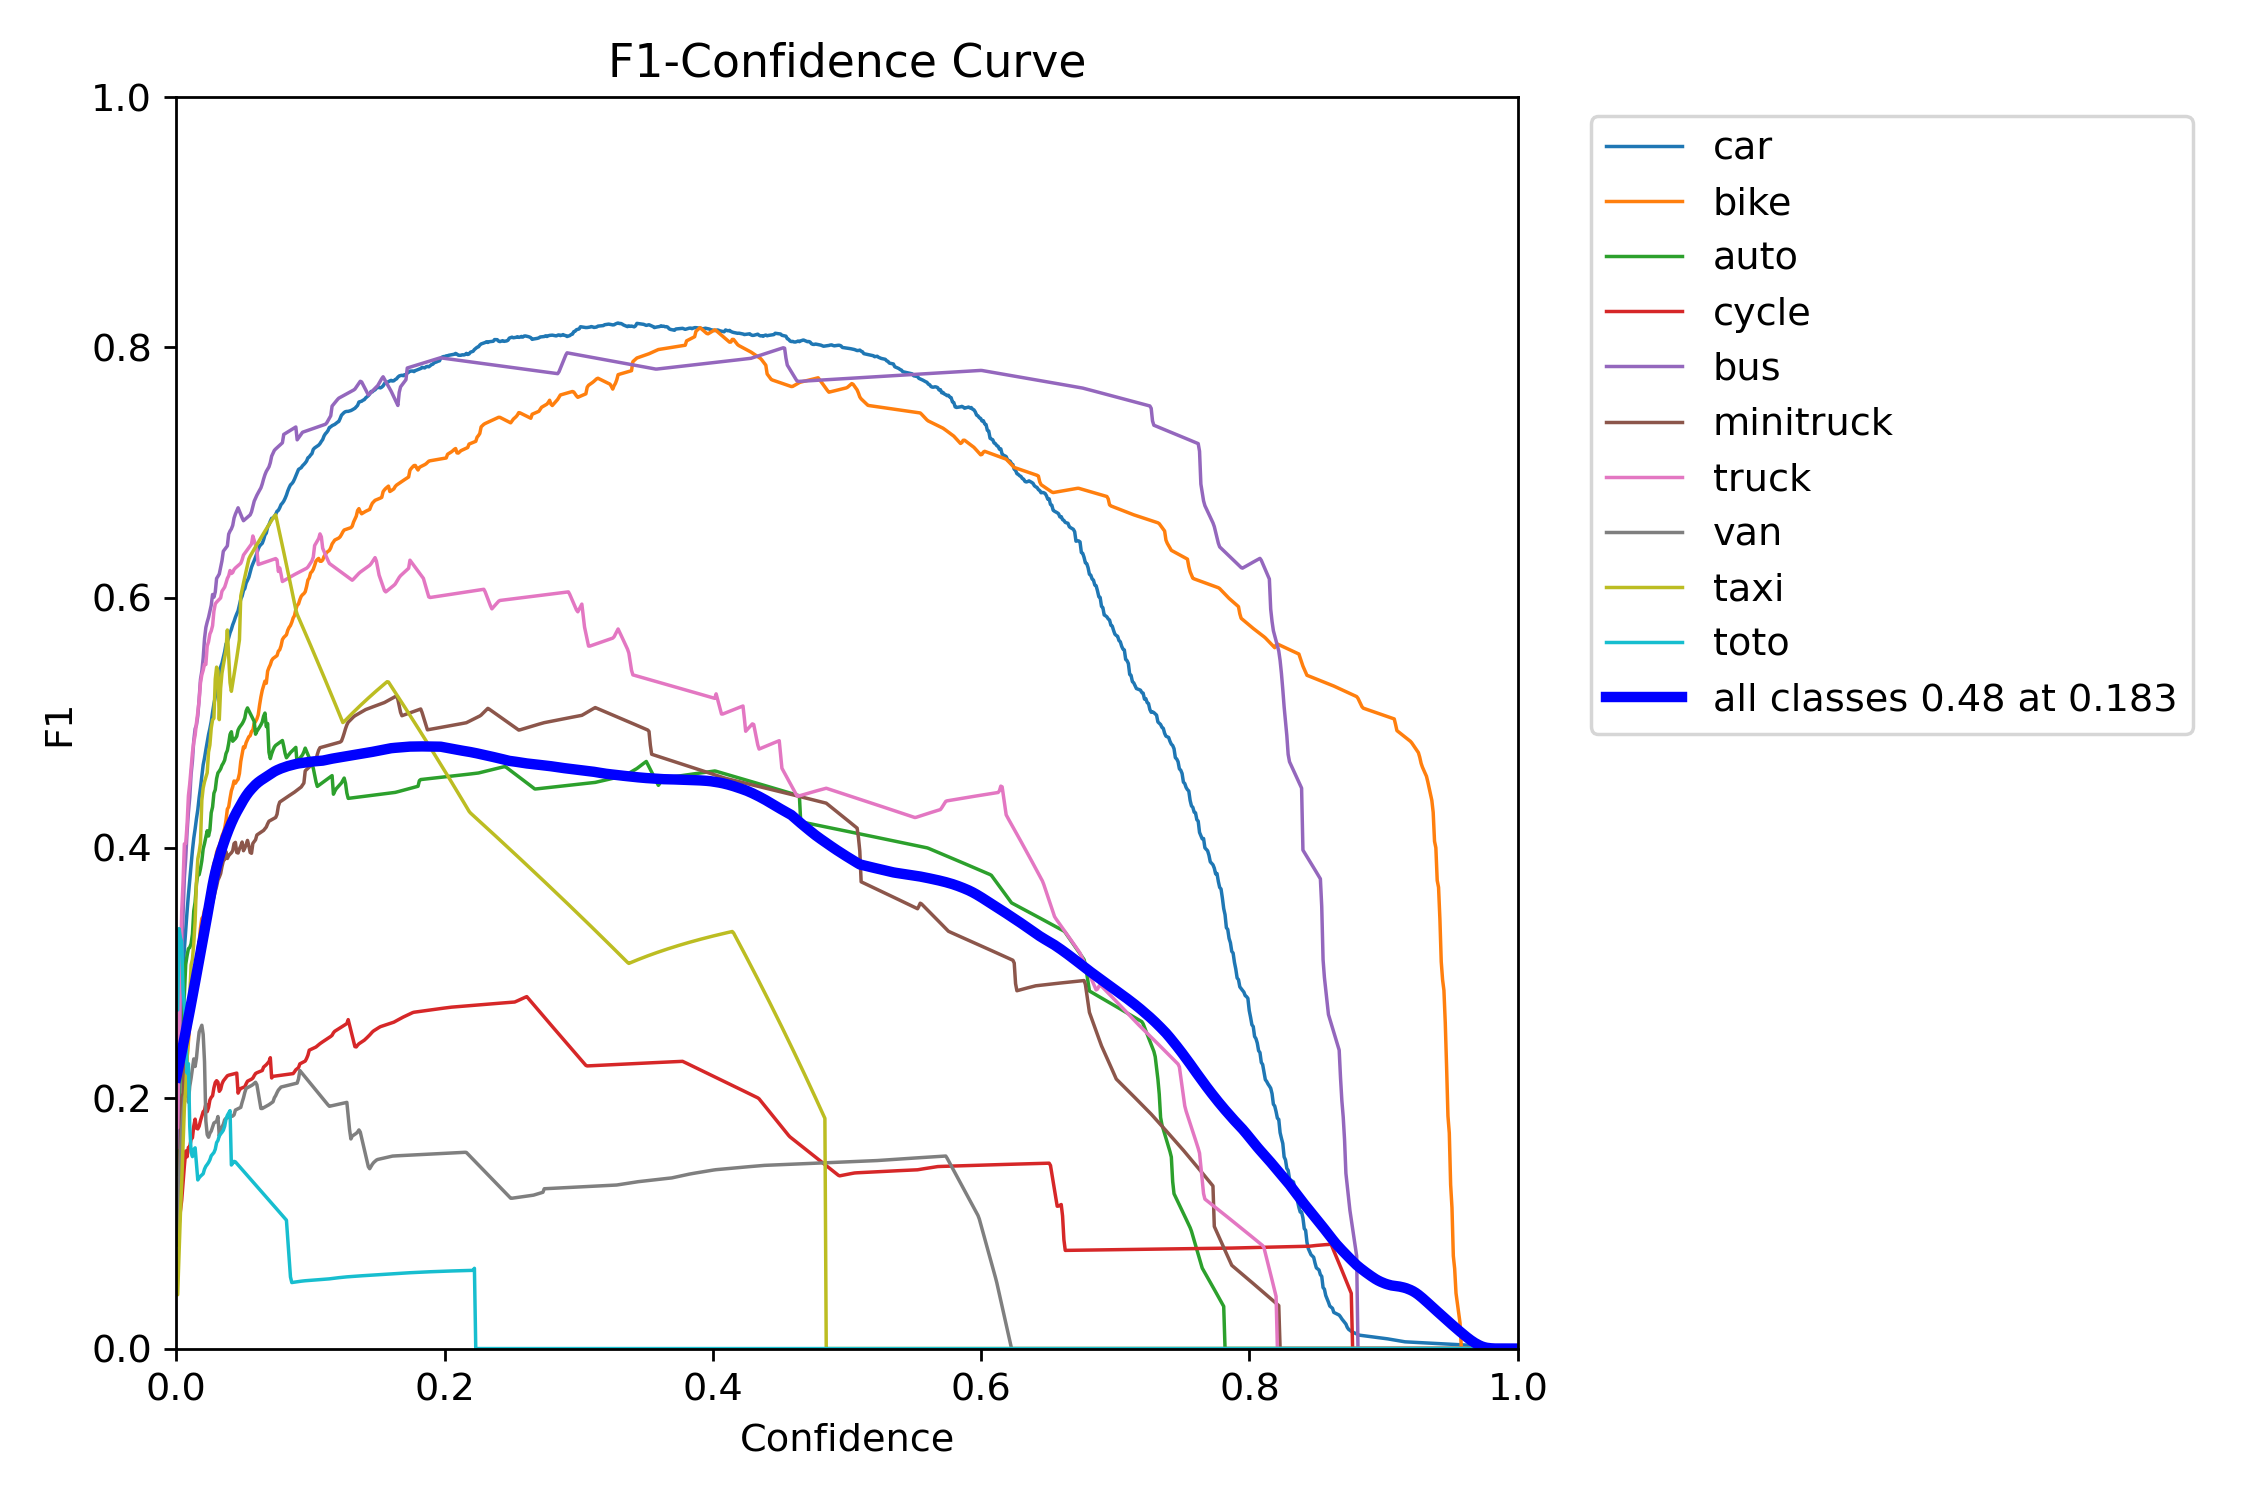 F1-Confidence Curve
1.0
0.8
0.6
0.4
0.2
0.0
F1
0.0 0.2 0.4 0.6 0.8 1.0
Confidence
car
bike
auto
cycle
bus
minitruck
truck
van
taxi
toto
all classes 0.48 at 0.183